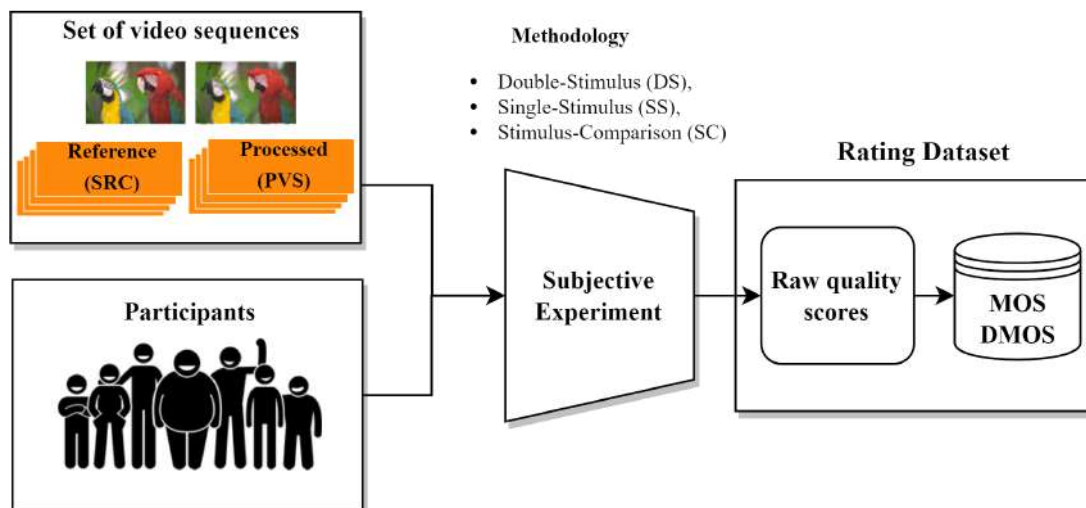 Set of video sequences
Reference
(SRC)
Processed
(PVS)
Participants
Methodology
• Double-Stimulus (DS),
• Single-Stimulus (SS),
• Stimulus-Comparison (SC)
Subjective
Experiment
Rating Dataset
Raw quality
scores
MOS
DMOS